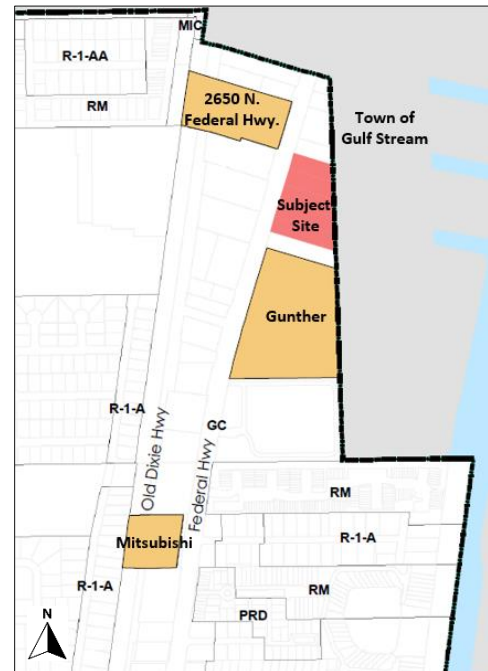 MIC
R-1-AA
RM
2650 N.
Federal Hwy.
Town of
Gulf Stream
Subject
Site
Gunther
R-1-A
Old Dixie Hwy
Federal Hwy
GC
RM
R-1-A
Mitsubishi
R-1-A
RM
PRD
N